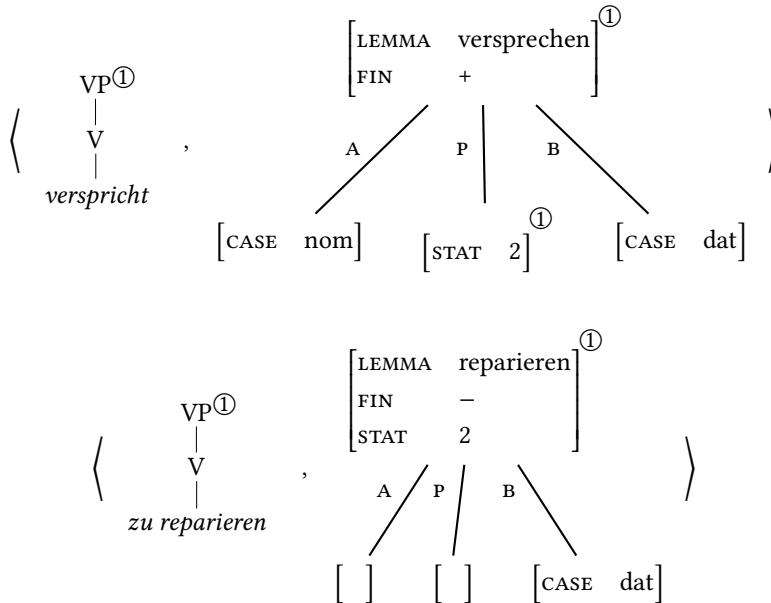 [LEMMA versprechen
FIN +]①
⟨ VP① , ⟩
V
A P B
verspricht
[CASE nom] [STAT 2]① [CASE dat]
[LEMMA reparieren
FIN −
STAT 2]①
⟨ VP① , ⟩
V
A P B
zu reparieren
[ ] [ ] [CASE dat]